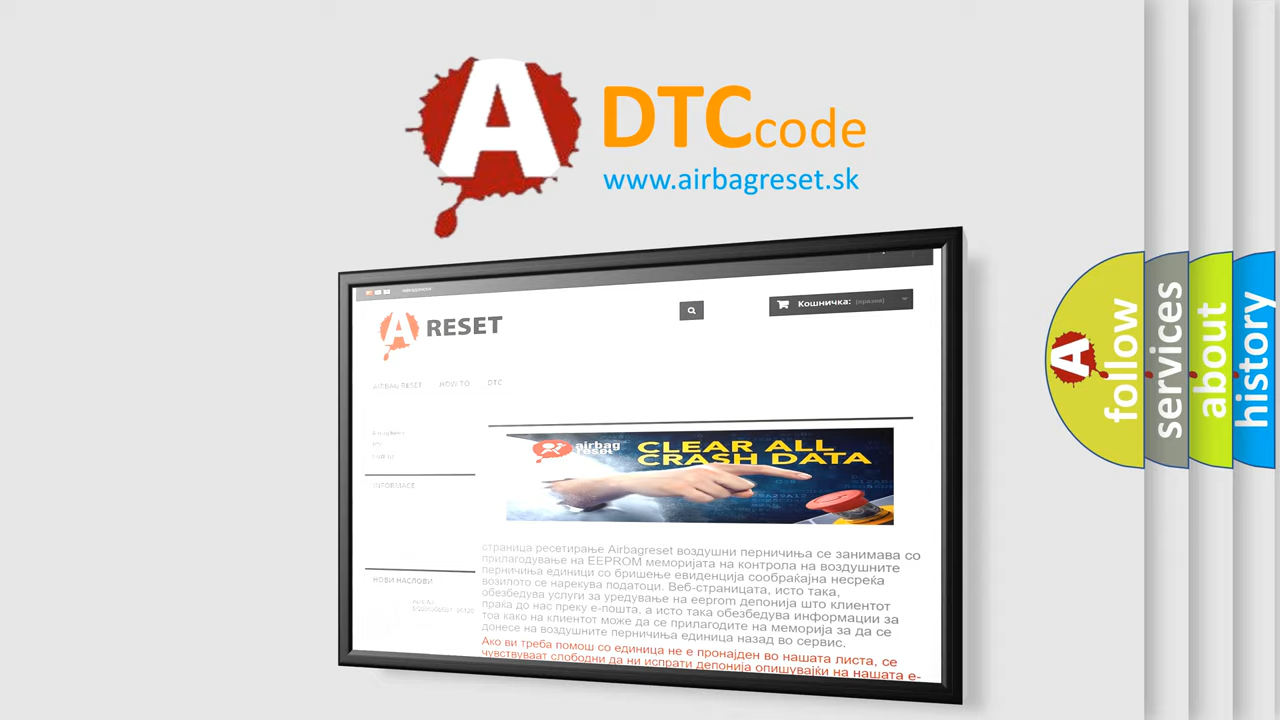 A
DTC code
www.airbagreset.sk
Кошничка: (празна)
A RESET
AIRBAG RESET HOW TO DTC
INFORMACE
airbag
reset
CLEAR ALL
CRASH DATA
страница ресетирање Airbagreset воздушни перничиња се занимава со
прилагодување на EEPROM меморијата на контрола на воздушните
перничиња единици со бришење евиденција сообраќајна несреќа
возилото се нарекува податоци. Веб-страницата, исто така,
обезбедува услуги за уредување на eeprom депонија што клиентот
праќа до нас преку е-пошта, а исто така обезбедува информации за
тоа како на клиентот може да се прилагодите на меморија за да се
донесе на воздушните перничиња единица назад во сервис.
Ако ви треба помош со единица не е пронајден во нашата листа, се
чувствуваат слободни да ни испрати депонија опишувајќи на нашата е-
НОВИ НАСЛОВИ
A
follow
services
about
history